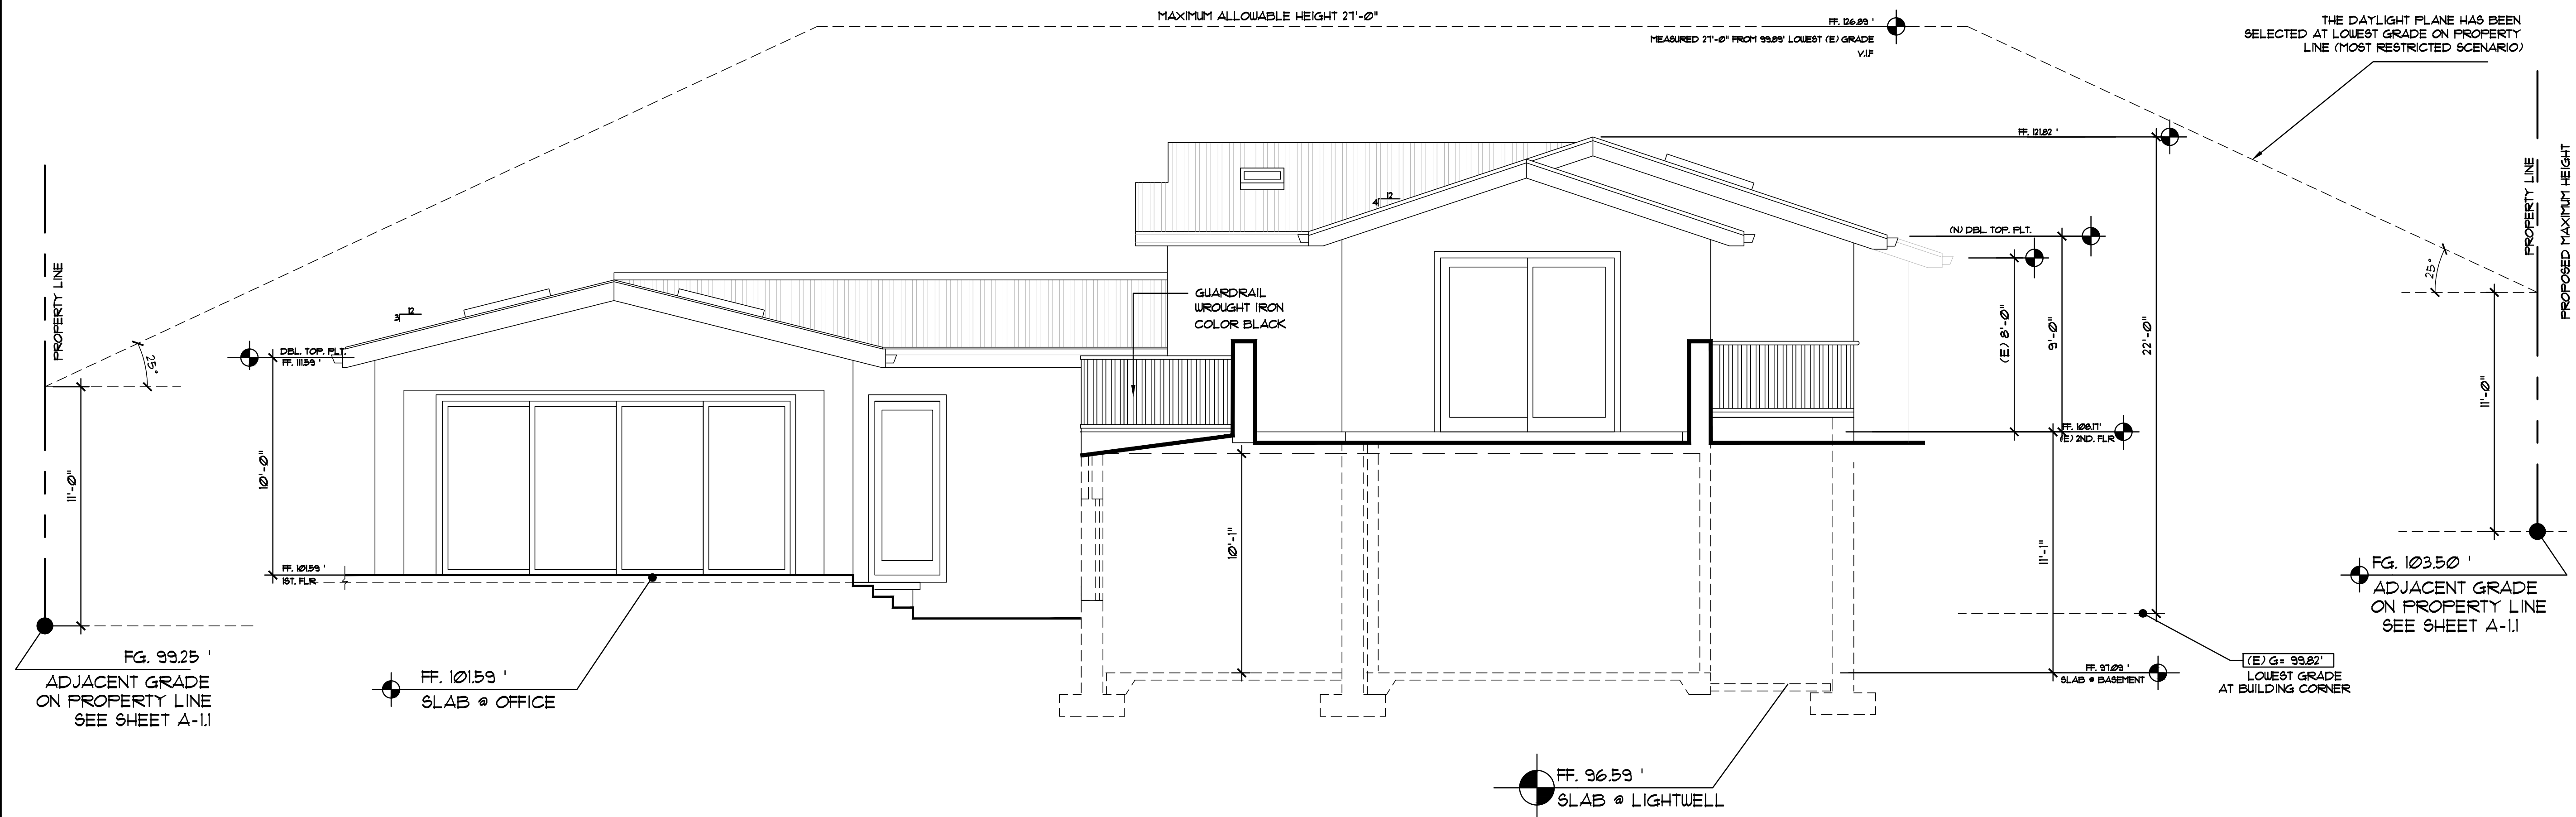 MAXIMUM ALLOWABLE HEIGHT 27'-0"
FF. 126.89 '
MEASURED 27'-0" FROM 99.89' LOWEST (E) GRADE
V.I.F
THE DAYLIGHT PLANE HAS BEEN
SELECTED AT LOWEST GRADE ON PROPERTY
LINE (MOST RESTRICTED SCENARIO)
FF. 121.82 '
PROPERTY LINE
PROPOSED MAXIMUM HEIGHT
12
4
(N) DBL. TOP. PLT.
25°
PROPERTY LINE
GUARDRAIL
WROUGHT IRON
COLOR BLACK
12
3
DBL. TOP. PLT.
FF. 111.59 '
25°
(E) 8'-0"
9'-0"
22'-0"
11'-0"
11'-0"
10'-0"
FF. 108.17'
(E) 2ND. FLR
10'-1"
11'-1"
FF. 101.59 '
1ST. FLR.
FG. 103.50 '
ADJACENT GRADE
ON PROPERTY LINE
SEE SHEET A-1.1
FG. 99.25 '
ADJACENT GRADE
ON PROPERTY LINE
SEE SHEET A-1.1
FF. 101.59 '
SLAB @ OFFICE
(E) G= 99.82'
LOWEST GRADE
AT BUILDING CORNER
FF. 97.09 '
SLAB @ BASEMENT
FF. 96.59 '
SLAB @ LIGHTWELL